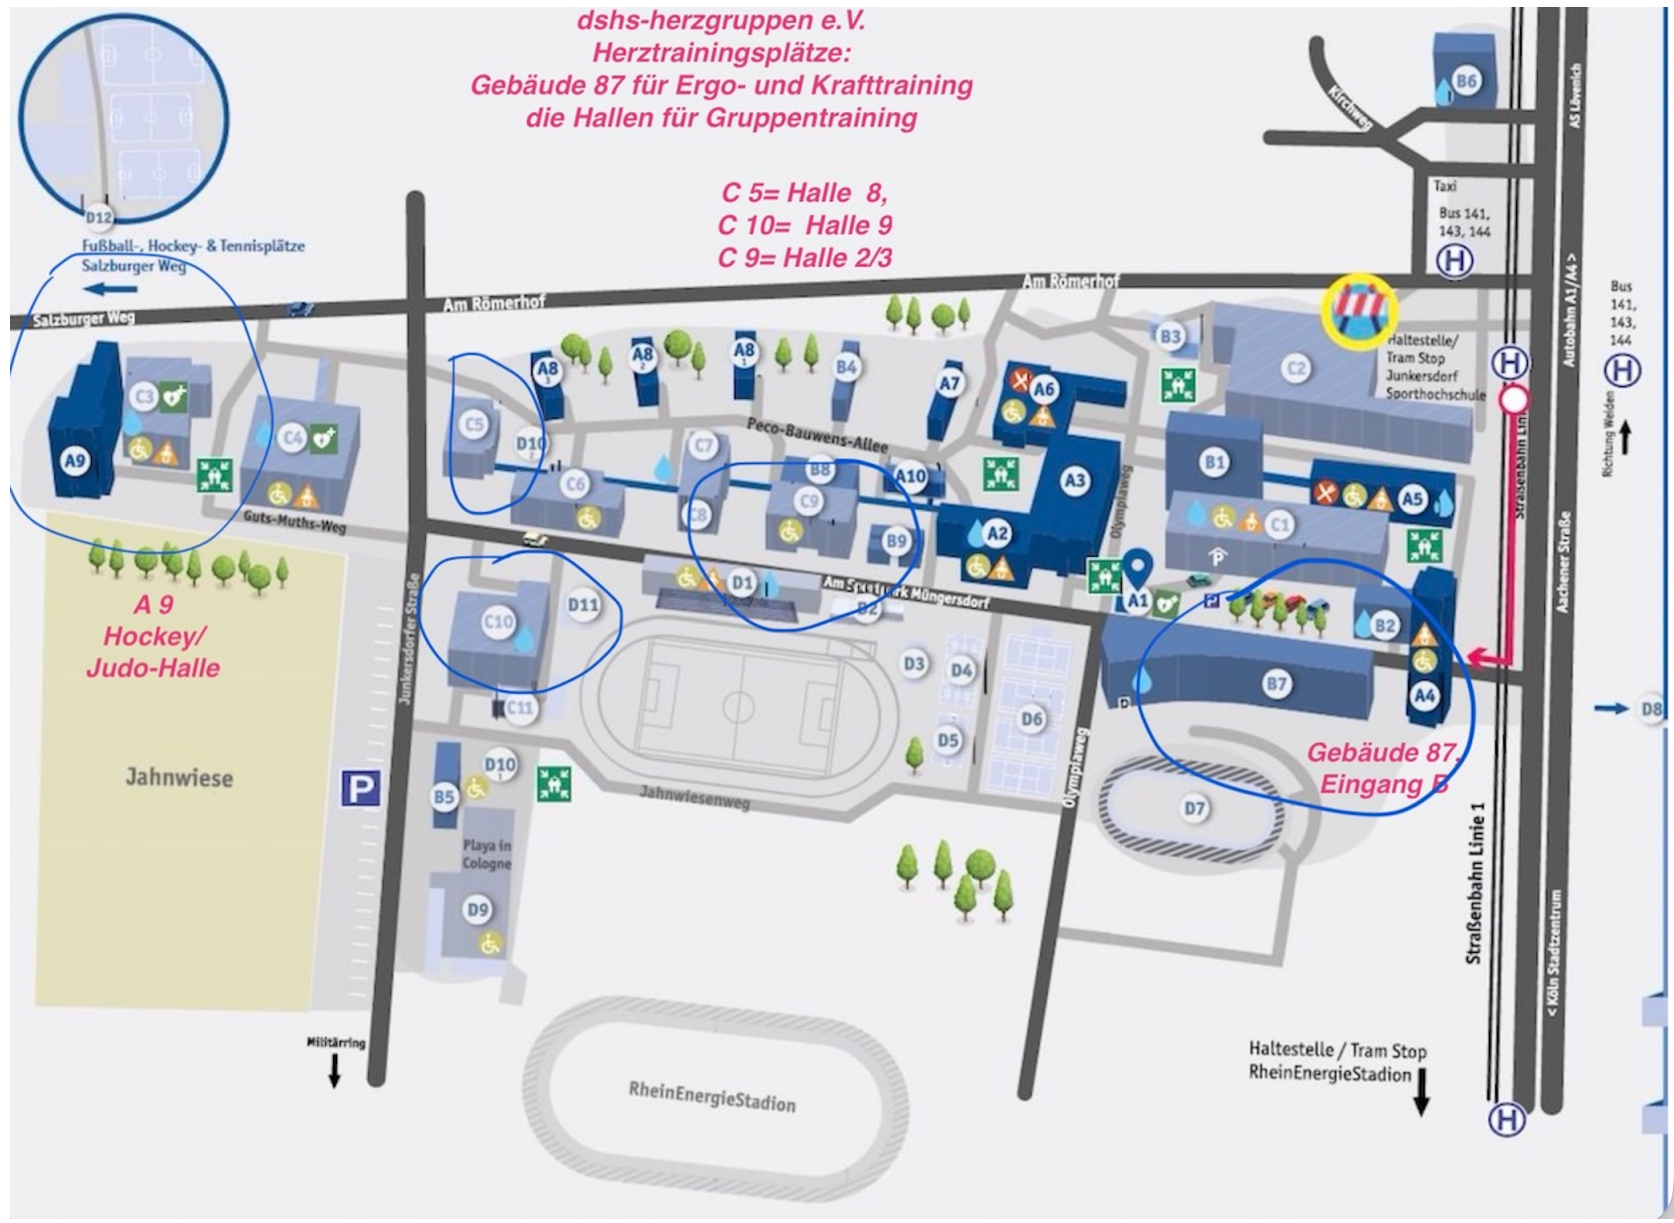 dshs-herzgruppen e.V.
Herztrainingsplätze:
Gebäude 87 für Ergo- und Krafttraining
die Hallen für Gruppentraining
C 5= Halle 8,
C 10= Halle 9
C 9= Halle 2/3
D12
Fußball-, Hockey- & Tennisplätze
Salzburger Weg
Kirchweg
B6
AS Lövenich
Taxi
Bus 141,
143, 144
H
Am Römerhof
Am Römerhof
Salzburger Weg
Autobahn A1/A4 >
Bus
141,
143,
144
H
Richtung Weiden
Haltestelle/
Tram Stop
Junkersdorf
Sporthochschule
H
B3
C2
A8
3
A8
2
A8
1
B4
A7
A6
C3
C4
A9
C5
D10
2
Peco-Bauwens-Allee
C7
C6
C8
B8
C9
A10
A3
B1
A5
C1
P
A2
B9
Olympiaweg
Straßenbahn Lin
Guts-Muths-Weg
Aachener Straße
D1
Am Sportpark Müngersdorf
D2
A1
P
B2
A 9
Hockey/
Judo-Halle
Junkersdorfer Straße
C10
D11
C11
D3
D4
D5
D6
B7
A4
D8
Gebäude 87,
Eingang B
Olympiaweg
D7
Jahnwiese
P
B5
D10
1
Jahnwiesenweg
Playa in
Cologne
D9
Straßenbahn Linie 1
< Köln Stadtzentrum
Militärring
RheinEnergieStadion
Haltestelle / Tram Stop
RheinEnergieStadion
H